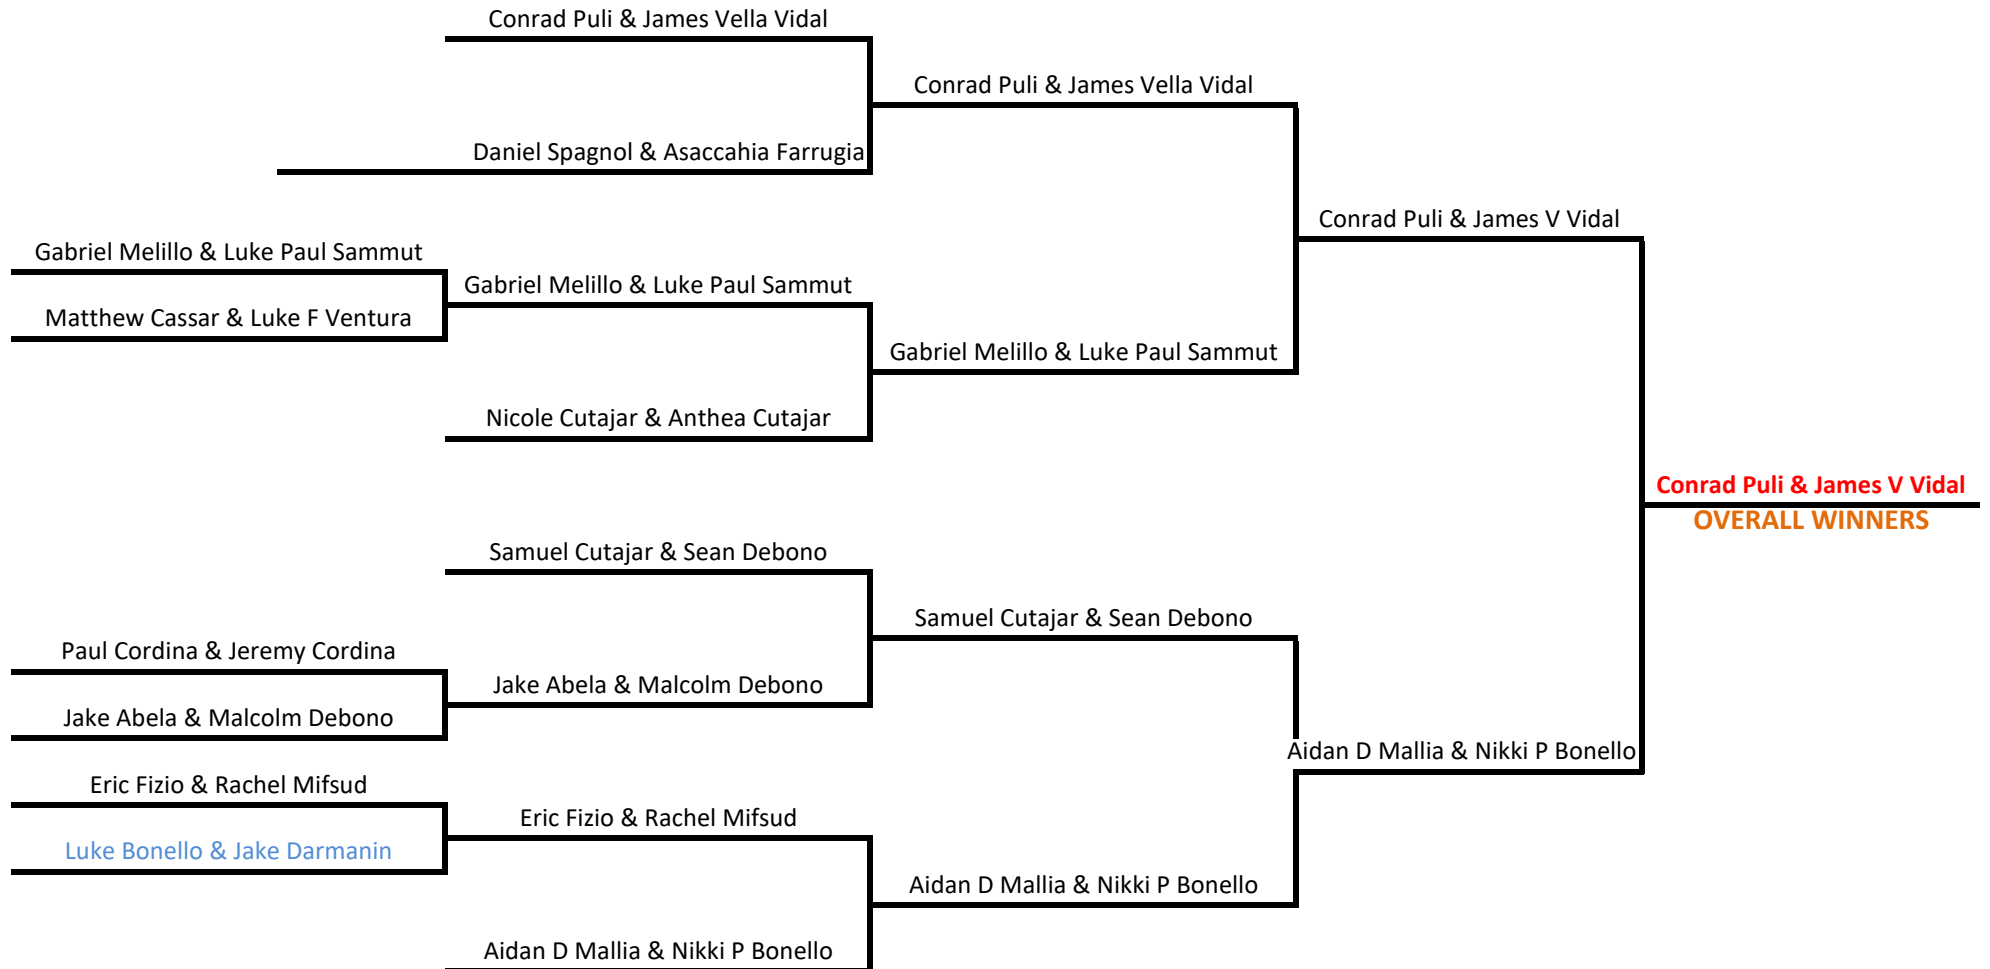 Conrad Puli & James Vella Vidal
Conrad Puli & James Vella Vidal
Daniel Spagnol & Asaccahia Farrugia
Conrad Puli & James V Vidal
Gabriel Melillo & Luke Paul Sammut
Gabriel Melillo & Luke Paul Sammut
Matthew Cassar & Luke F Ventura
Gabriel Melillo & Luke Paul Sammut
Nicole Cutajar & Anthea Cutajar
Conrad Puli & James V Vidal
OVERALL WINNERS
Samuel Cutajar & Sean Debono
Samuel Cutajar & Sean Debono
Paul Cordina & Jeremy Cordina
Jake Abela & Malcolm Debono
Jake Abela & Malcolm Debono
Aidan D Mallia & Nikki P Bonello
Eric Fizio & Rachel Mifsud
Eric Fizio & Rachel Mifsud
Luke Bonello & Jake Darmanin
Aidan D Mallia & Nikki P Bonello
Aidan D Mallia & Nikki P Bonello